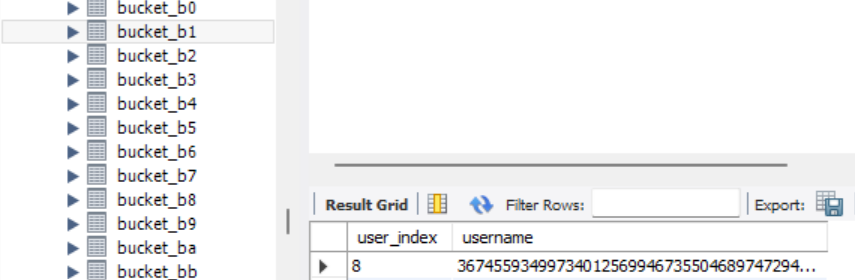 bucket_b0
bucket_b1
bucket_b2
bucket_b3
bucket_b4
bucket_b5
bucket_b6
bucket_b7
bucket_b8
bucket_b9
bucket_ba
bucket_bb
Result Grid Filter Rows: Export:
user_index username
8 36745593499734012569946735504689747294...